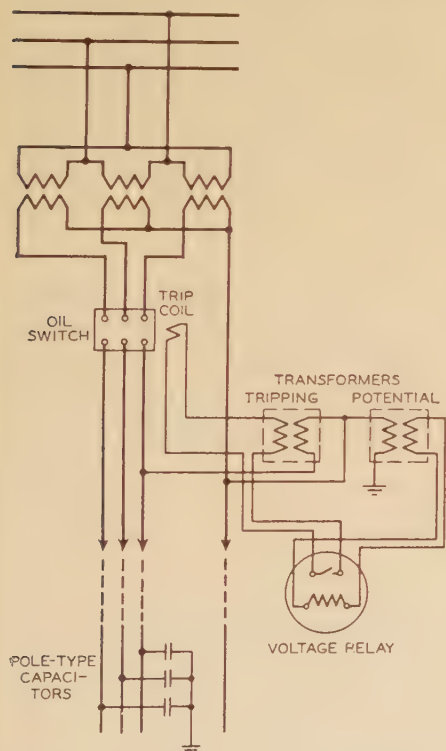 TRIP
COIL
OIL
SWITCH
TRANSFORMERS
TRIPPING POTENTIAL
VOLTAGE RELAY
POLE-TYPE
CAPACI-
TORS